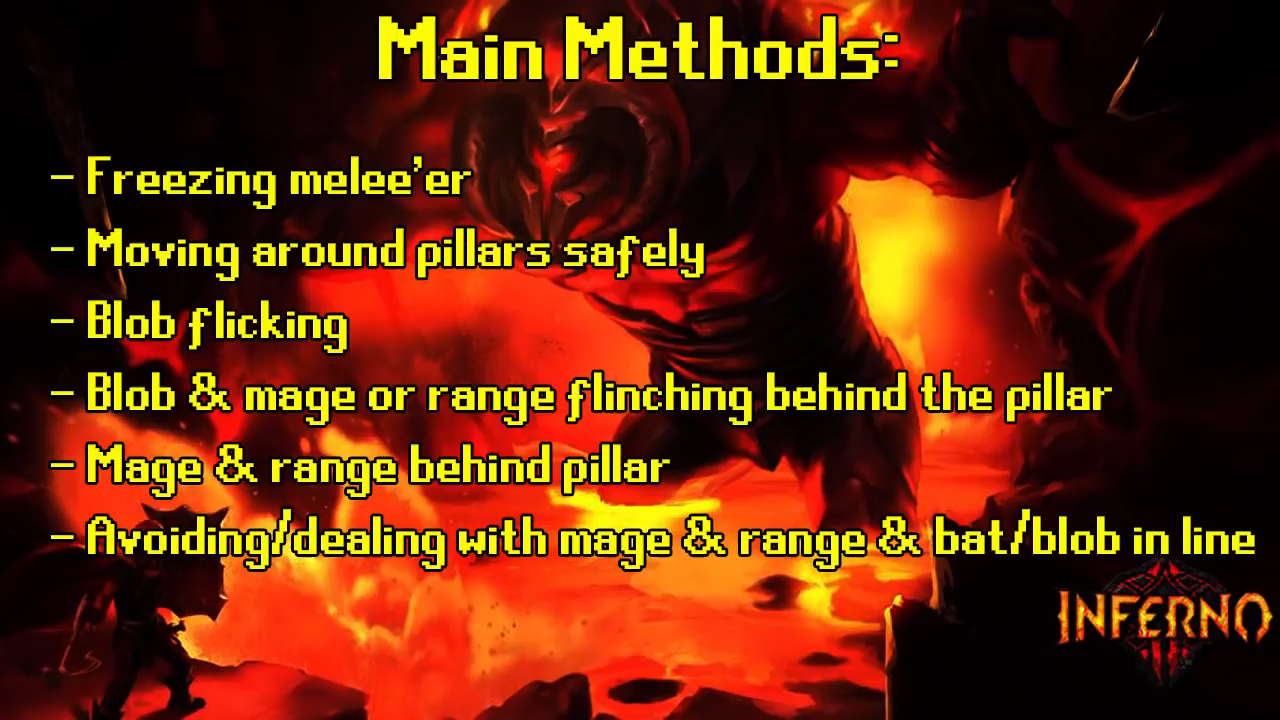 Main Methods:
- Freezing melee'er
- Moving around pillars safely
- Blob flicking
- Blob & mage or range flinching behind the pillar
- Mage & range behind pillar
- Avoiding/dealing with mage & range & bat/blob in line
INFERNO